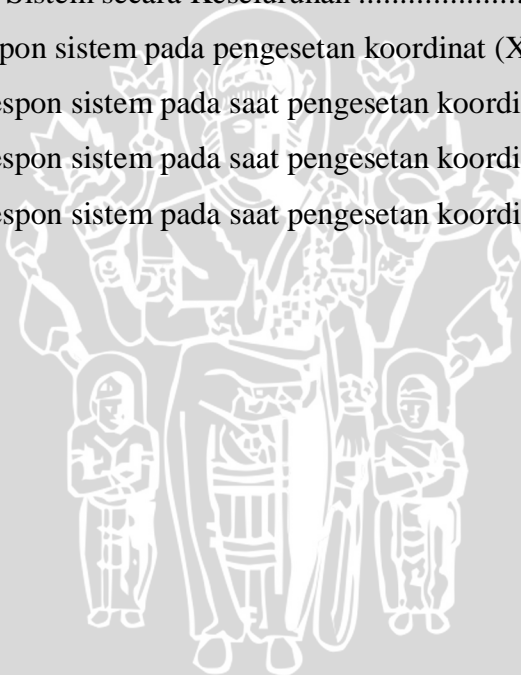 Sistem secara Keseluruhan ....................
spon sistem pada pengesetan koordinat (X
espon sistem pada saat pengesetan koordi
espon sistem pada saat pengesetan koordi
espon sistem pada saat pengesetan koordi